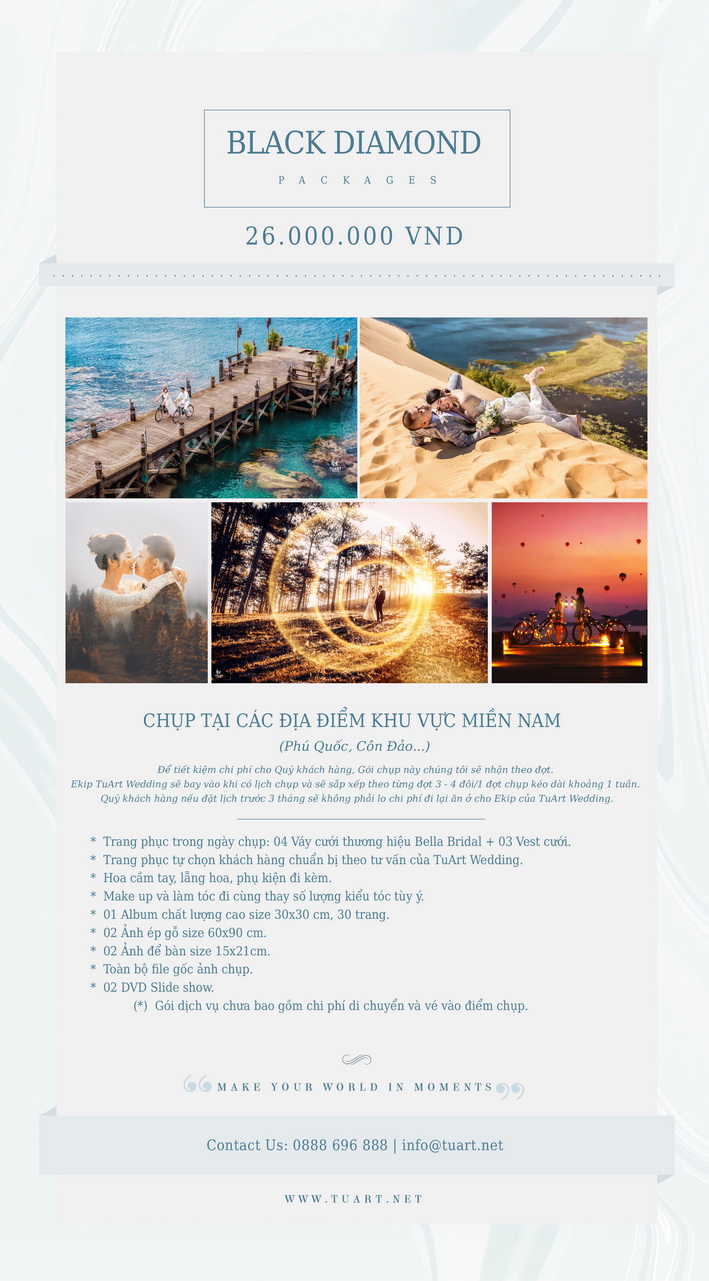 BLACK DIAMOND
PACKAGES
26.000.000 VND
CHỤP TẠI CÁC ĐỊA ĐIỂM KHU VỰC MIỀN NAM
(Phú Quốc, Côn Đảo...)
Để tiết kiệm chi phí cho Quý khách hàng, Gói chụp này chúng tôi sẽ nhận theo đợt.
Ekip TuArt Wedding sẽ bay vào khi có lịch chụp và sẽ sắp xếp theo từng đợt 3 - 4 đôi/1 đợt chụp kéo dài khoảng 1 tuần.
Quý khách hàng nếu đặt lịch trước 3 tháng sẽ không phải lo chi phí đi lại ăn ở cho Ekip của TuArt Wedding.
* Trang phục trong ngày chụp: 04 Váy cưới thương hiệu Bella Bridal + 03 Vest cưới.
* Trang phục tự chọn khách hàng chuẩn bị theo tư vấn của TuArt Wedding.
* Hoa cầm tay, lẵng hoa, phụ kiện đi kèm.
* Make up và làm tóc đi cùng thay số lượng kiểu tóc tùy ý.
* 01 Album chất lượng cao size 30x30 cm, 30 trang.
* 02 Ảnh ép gỗ size 60x90 cm.
* 02 Ảnh để bàn size 15x21cm.
* Toàn bộ file gốc ảnh chụp.
* 02 DVD Slide show.
(*) Gói dịch vụ chưa bao gồm chi phí di chuyển và vé vào điểm chụp.
“MAKE YOUR WORLD IN MOMENTS”
Contact Us: 0888 696 888 | info@tuart.net
WWW.TUART.NET